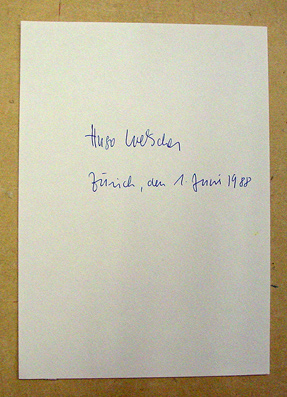 Hugo Loetscher
Zürich, den 1. Juni 1988